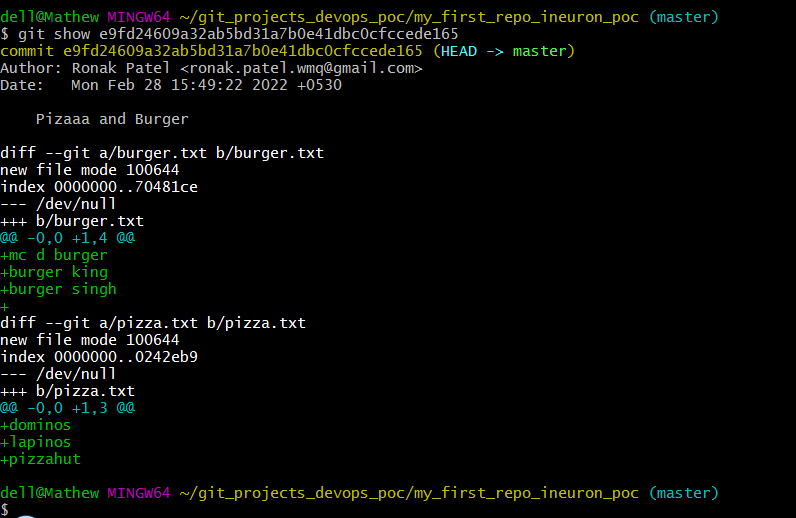 dell@Mathew MINGW64 ~/git_projects_devops_poc/my_first_repo_ineuron_poc (master)
$ git show e9fd24609a32ab5bd31a7b0e41dbc0cfccede165
commit e9fd24609a32ab5bd31a7b0e41dbc0cfccede165 (HEAD -> master)
Author: Ronak Patel <ronak.patel.wmq@gmail.com>
Date:   Mon Feb 28 15:49:22 2022 +0530
    Pizaaa and Burger
diff --git a/burger.txt b/burger.txt
new file mode 100644
index 0000000..70481ce
--- /dev/null
+++ b/burger.txt
@@ -0,0 +1,4 @@
+mc d burger
+burger king
+burger singh
+
diff --git a/pizza.txt b/pizza.txt
new file mode 100644
index 0000000..0242eb9
--- /dev/null
+++ b/pizza.txt
@@ -0,0 +1,3 @@
+dominos
+lapinos
+pizzahut
dell@Mathew MINGW64 ~/git_projects_devops_poc/my_first_repo_ineuron_poc (master)
$